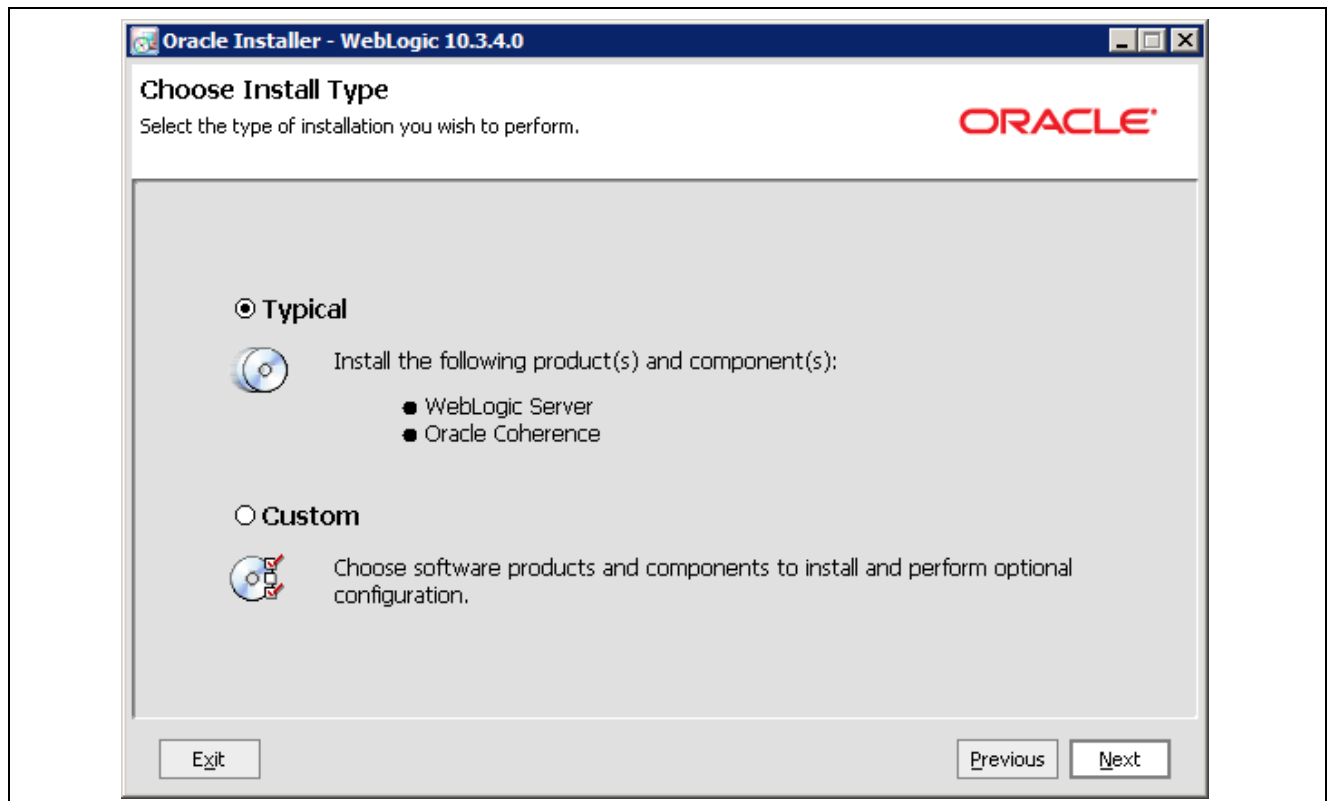 Oracle Installer - WebLogic 10.3.4.0
Choose Install Type
Select the type of installation you wish to perform.
ORACLE
Typical
Install the following product(s) and component(s):
WebLogic Server
Oracle Coherence
Custom
Choose software products and components to install and perform optional
configuration.
Exit
Previous
Next